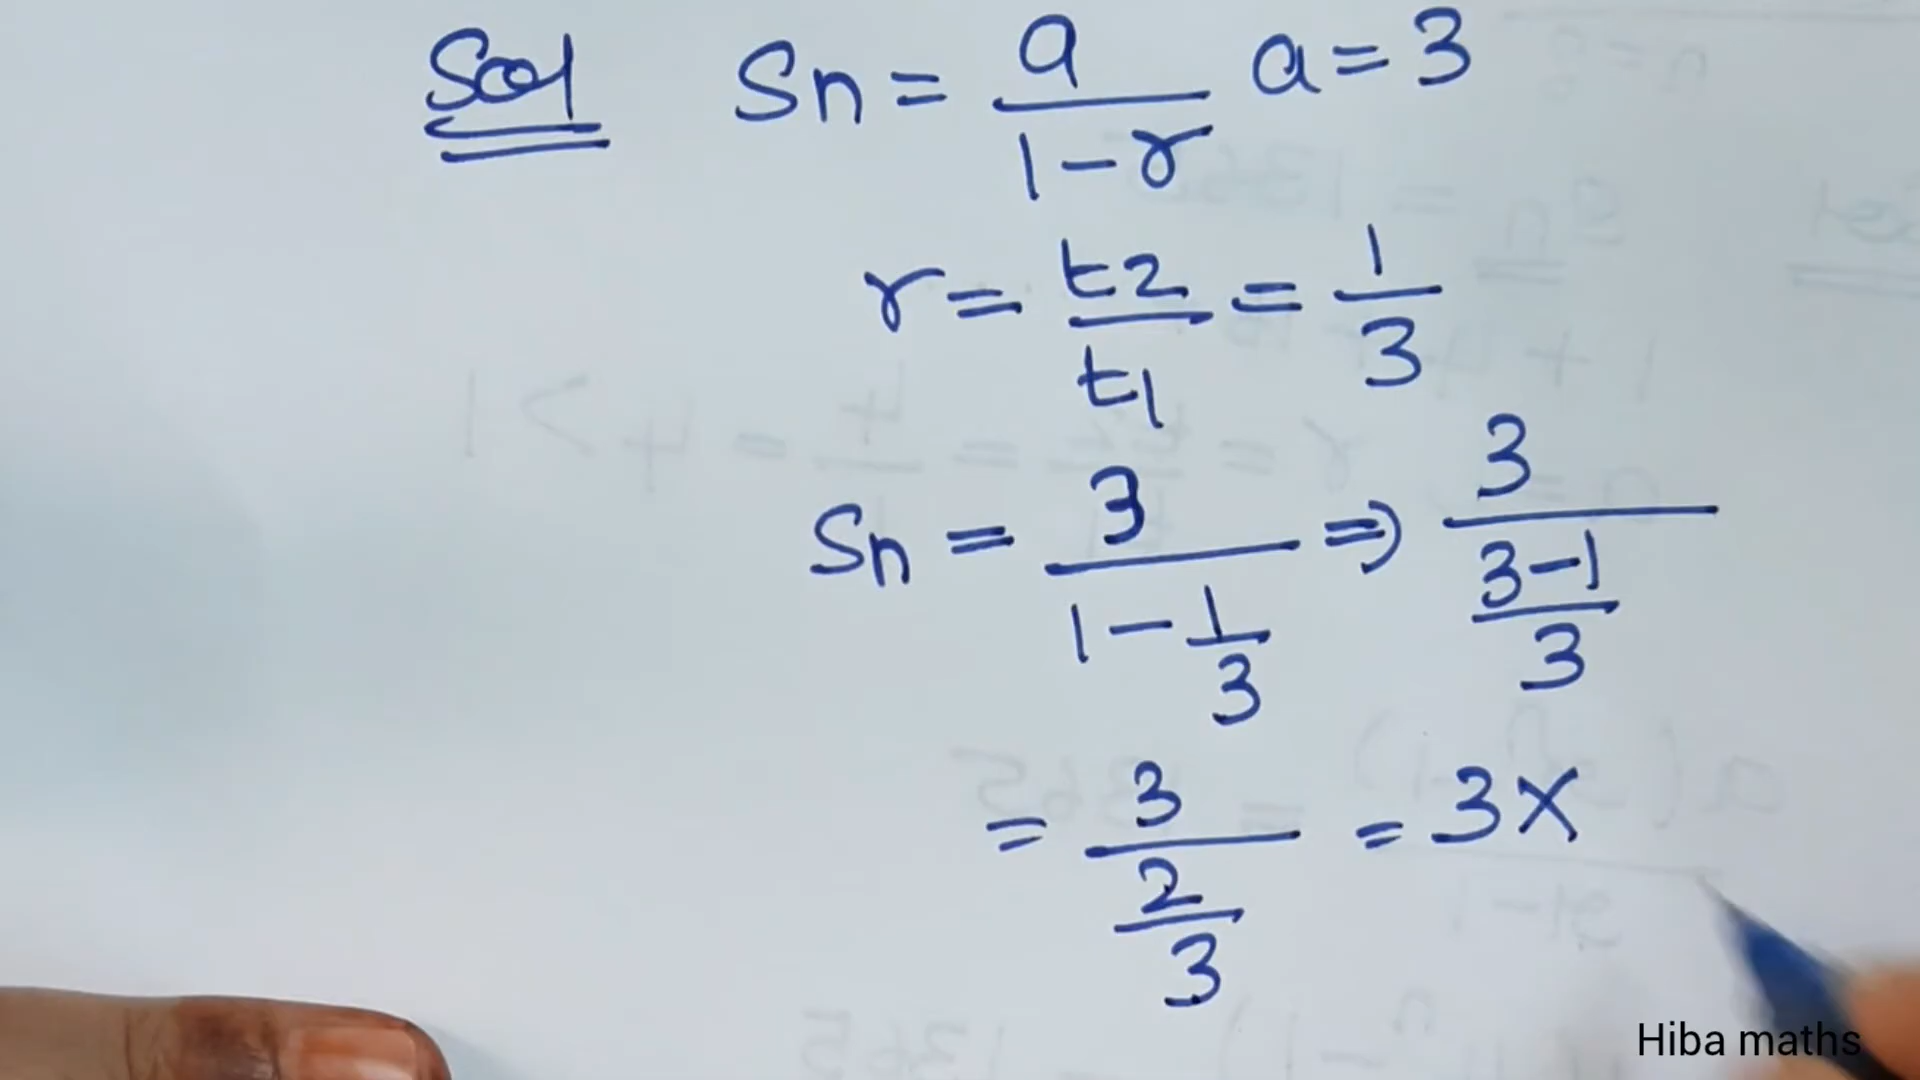 Sol Sn = a / 1 - r a = 3
r = t2 / t1 = 1 / 3
Sn = 3 / 1 - 1/3 ⇒ 3 / 3-1/3
= 3 / 2/3 = 3 ×
Hiba maths